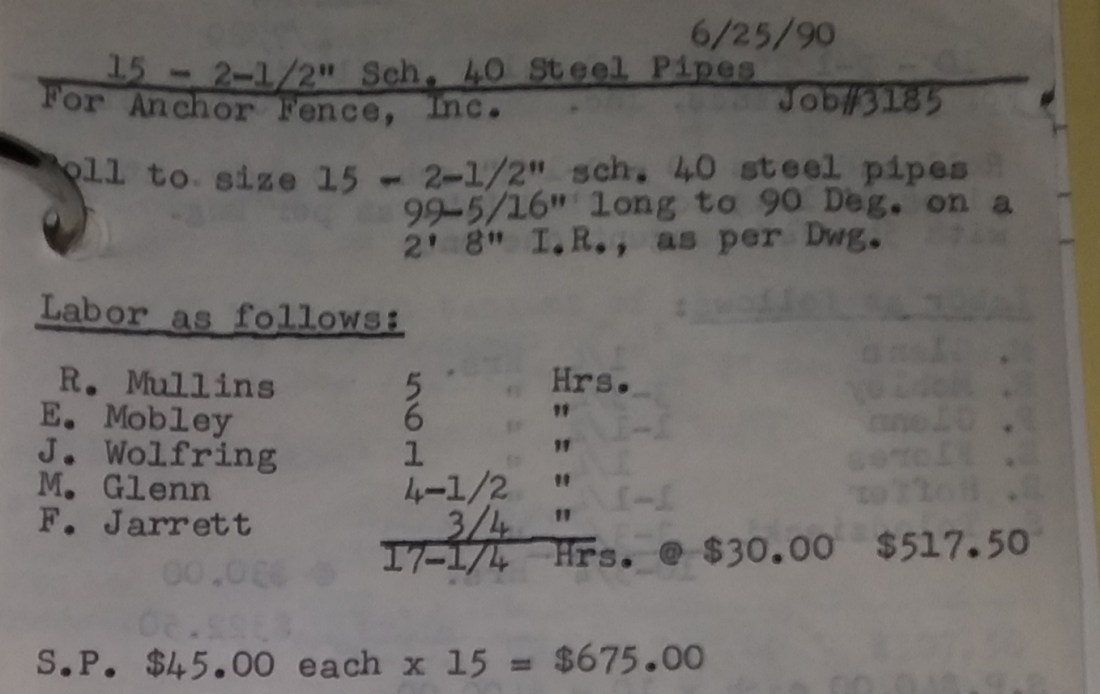 6/25/90
15 - 2-1/2" Sch. 40 Steel Pipes
For Anchor Fence, Inc. Job#3185
Roll to size 15 - 2-1/2" sch. 40 steel pipes
99-5/16" long to 90 Deg. on a
2' 8" I.R., as per Dwg.
Labor as follows:
R. Mullins 5 Hrs.
E. Mobley 6 "
J. Wolfring 1 "
M. Glenn 4-1/2 "
F. Jarrett 3/4 "
17-1/4 Hrs. @ $30.00 $517.50
S.P. $45.00 each x 15 = $675.00